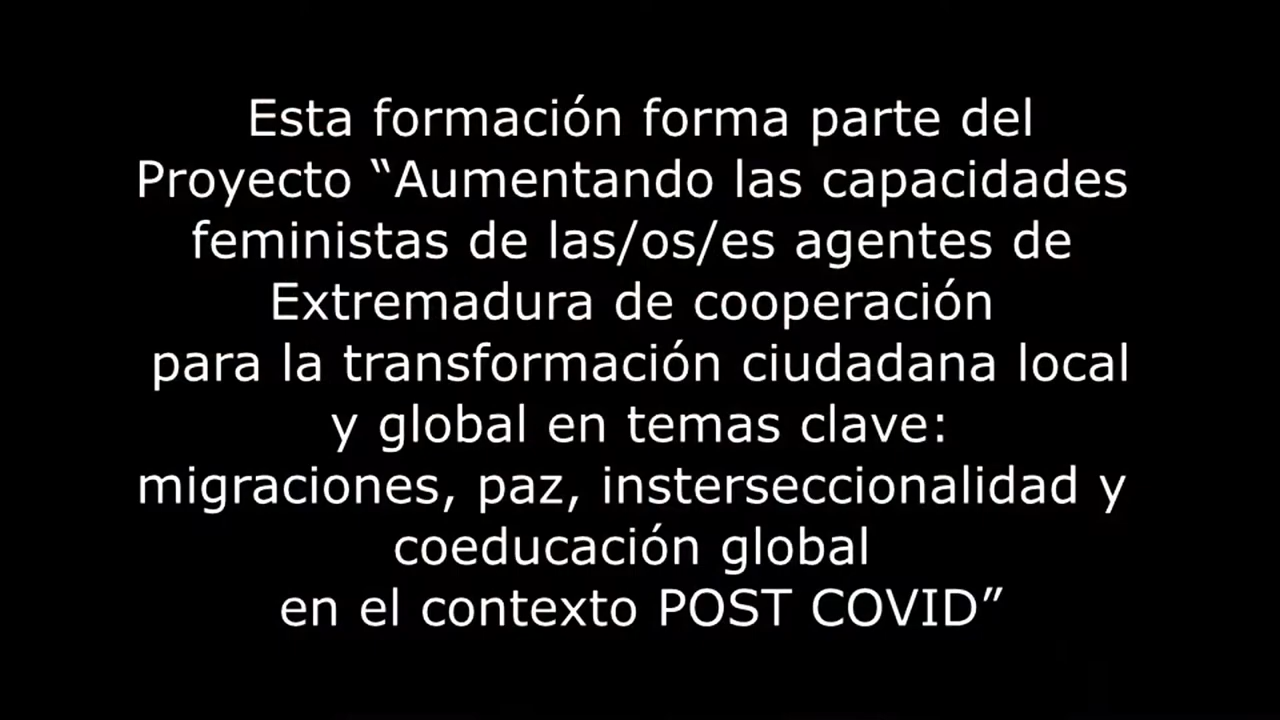 Esta formación forma parte del
Proyecto “Aumentando las capacidades
feministas de las/os/es agentes de
Extremadura de cooperación
para la transformación ciudadana local
y global en temas clave:
migraciones, paz, insterseccionalidad y
coeducación global
en el contexto POST COVID”